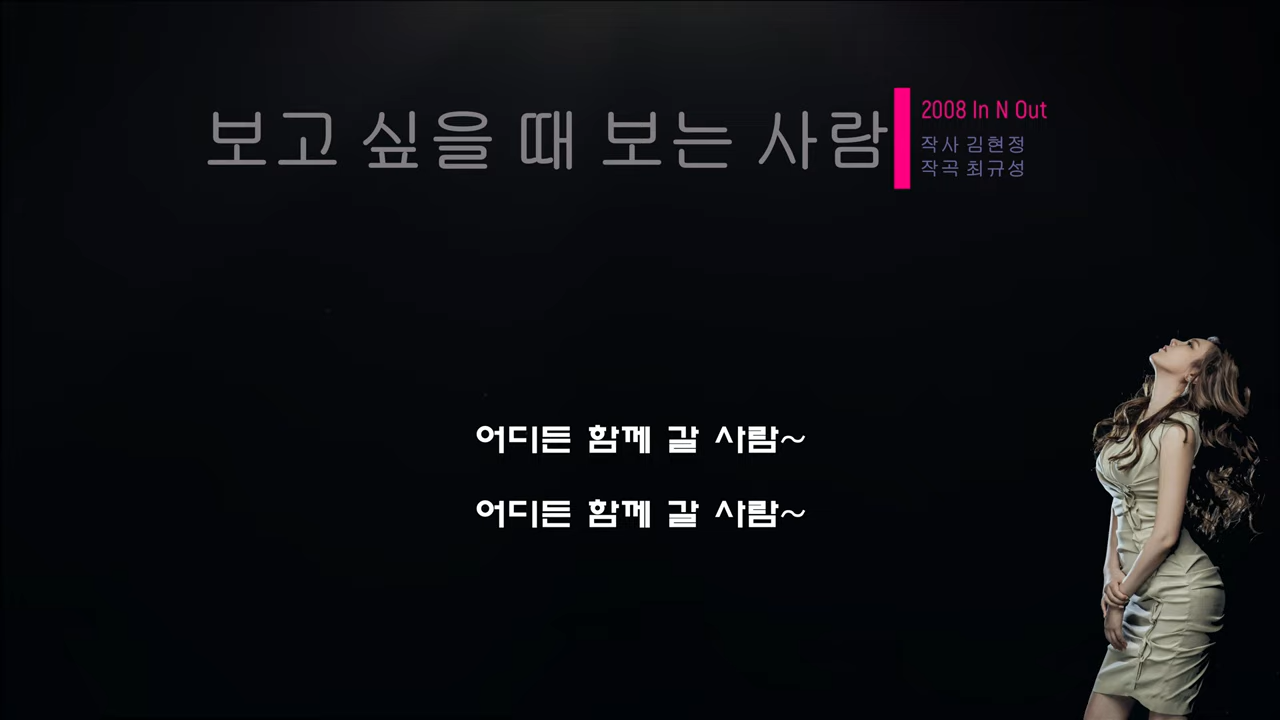 보고 싶을 때 보는 사람
2008 In N Out
작사 김현정
작곡 최규성
어디든 함께 갈 사람~
어디든 함께 갈 사람~